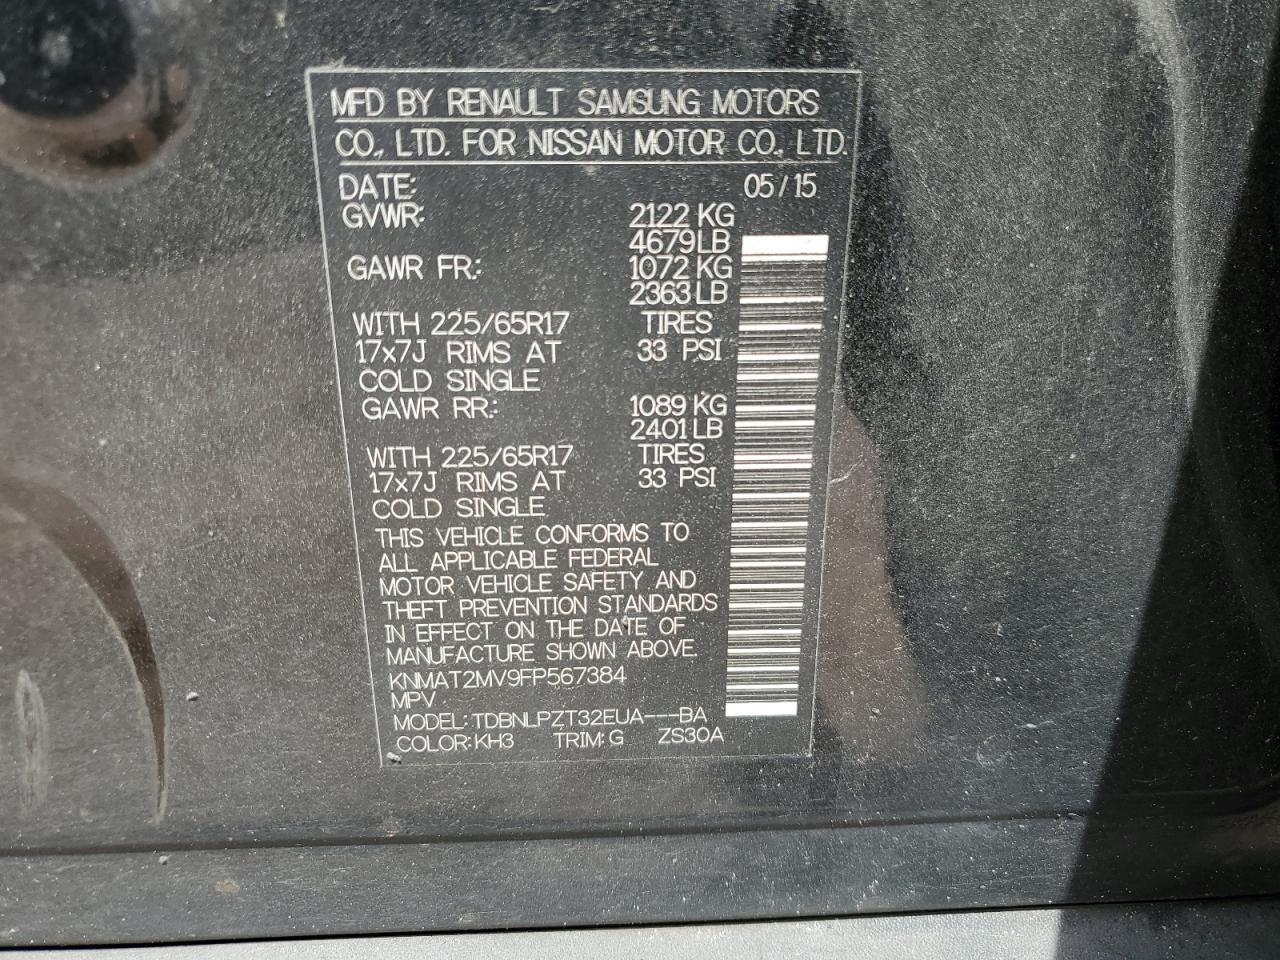 MFD BY RENAULT SAMSUNG MOTORS
CO., LTD. FOR NISSAN MOTOR CO., LTD.
DATE: 05/15
GVWR: 2122 KG
4679 LB
GAWR FR.: 1072 KG
2363 LB
WITH 225/65R17 TIRES
17x7J RIMS AT 33 PSI
COLD SINGLE
GAWR RR.: 1089 KG
2401 LB
WITH 225/65R17 TIRES
17x7J RIMS AT 33 PSI
COLD SINGLE
THIS VEHICLE CONFORMS TO
ALL APPLICABLE FEDERAL
MOTOR VEHICLE SAFETY AND
THEFT PREVENTION STANDARDS
IN EFFECT ON THE DATE OF
MANUFACTURE SHOWN ABOVE.
KNMAT2MV9FP567384
MPV
MODEL: TDBNLPZT32EUA---BA
COLOR: KH3 TRIM: G ZS30A